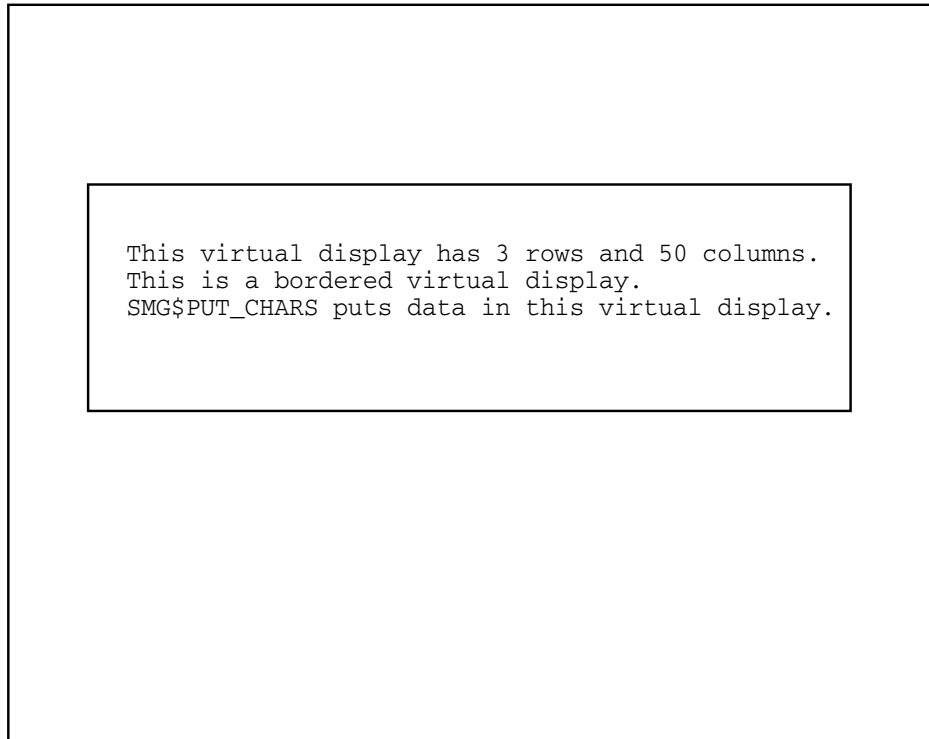 This virtual display has 3 rows and 50 columns.
This is a bordered virtual display.
SMG$PUT_CHARS puts data in this virtual display.